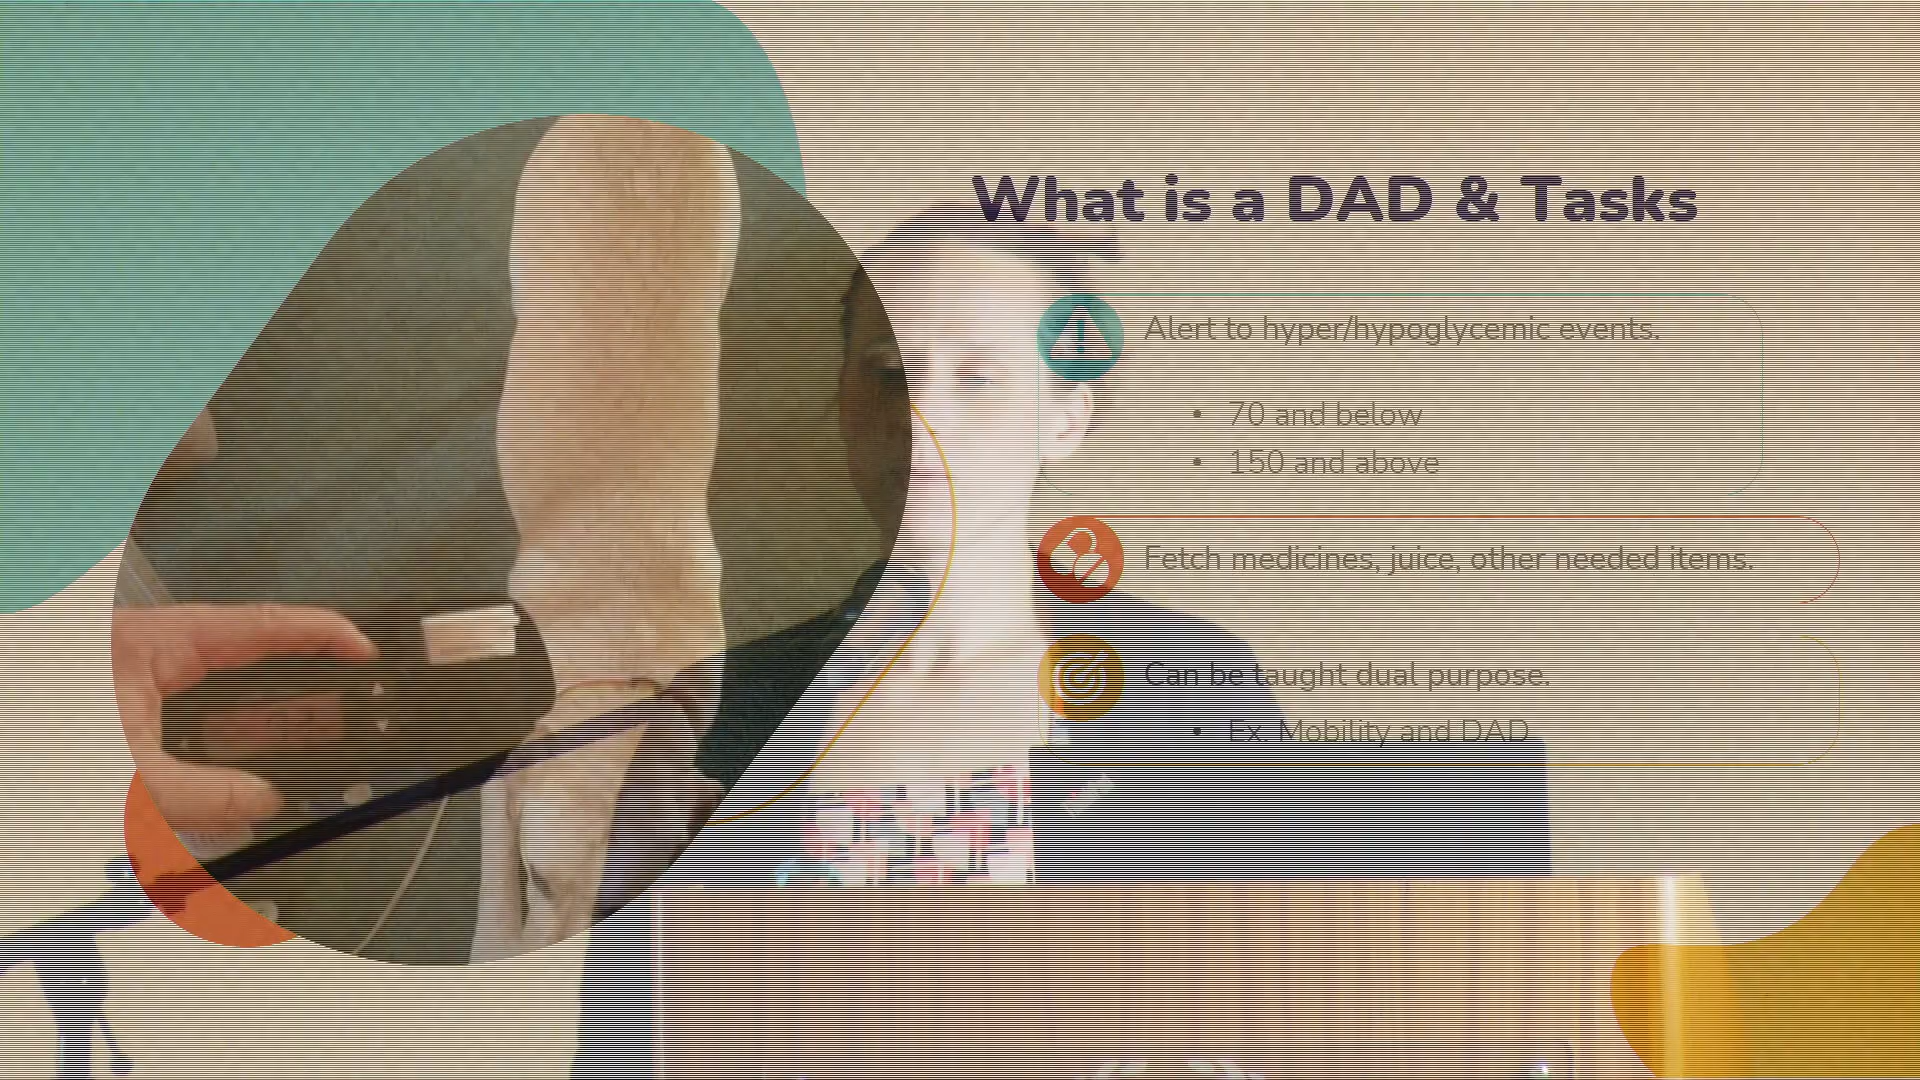 What is a DAD & Tasks
Alert to hyper/hypoglycemic events.
• 70 and below
• 150 and above
Fetch medicines, juice, other needed items.
Can be taught dual purpose.
• Ex. Mobility and DAD